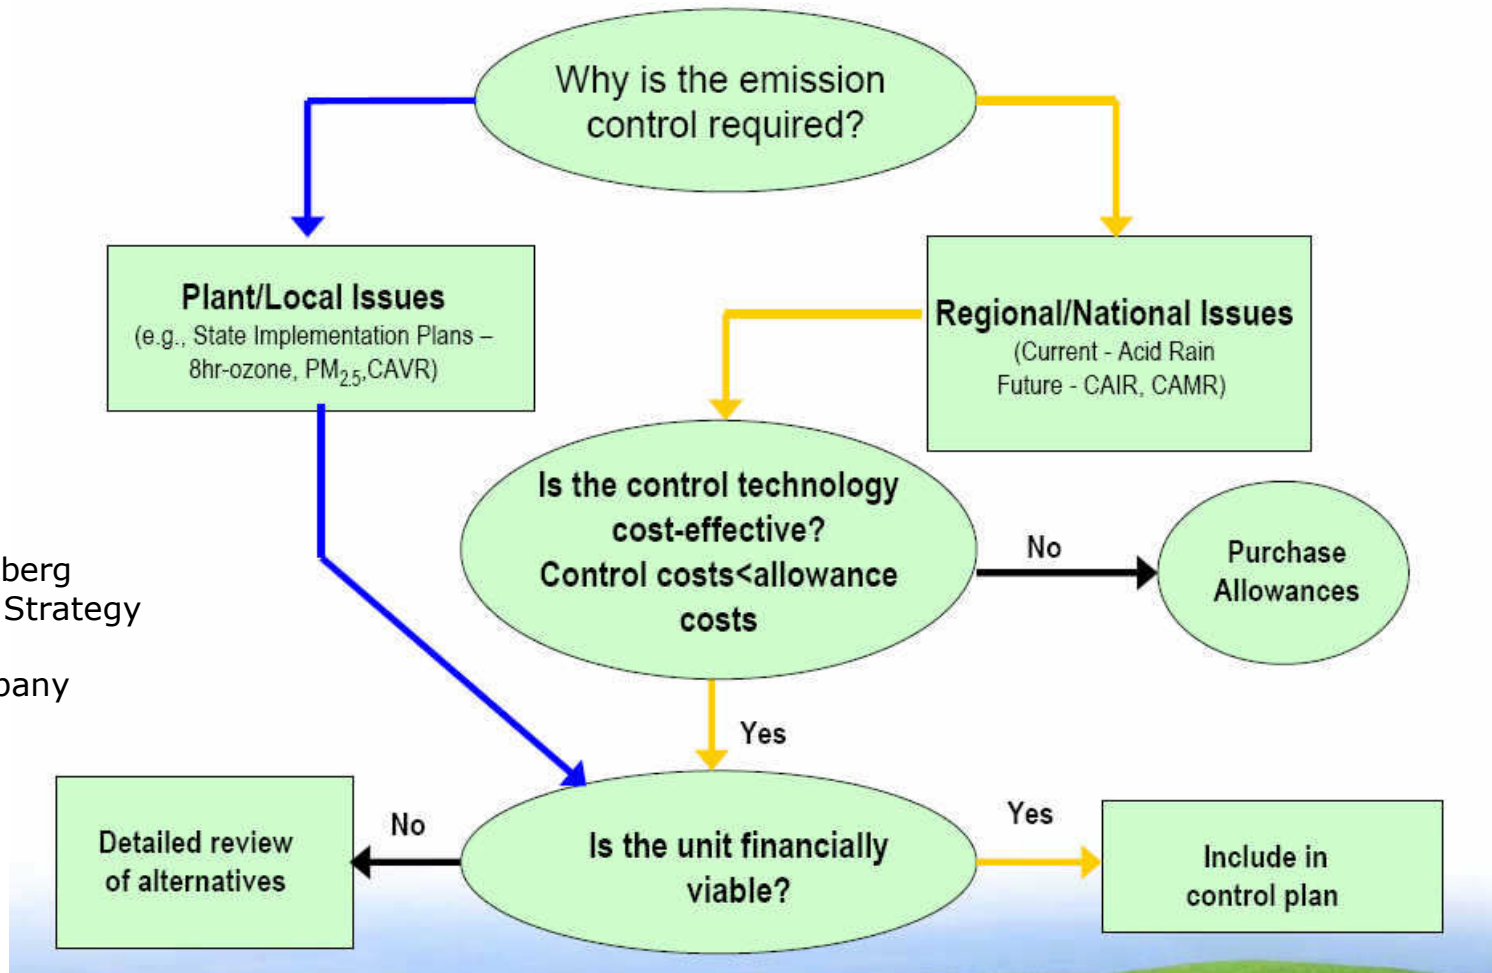 Why is the emission
control required?
Plant/Local Issues
(e.g., State Implementation Plans –
8hr-ozone, PM2.5,CAVR)
Regional/National Issues
(Current - Acid Rain
Future - CAIR, CAMR)
Is the control technology
cost-effective?
Control costs<allowance
costs
No
Purchase
Allowances
berg
Strategy
pany
Yes
Is the unit financially
viable?
No
Detailed review
of alternatives
Yes
Include in
control plan